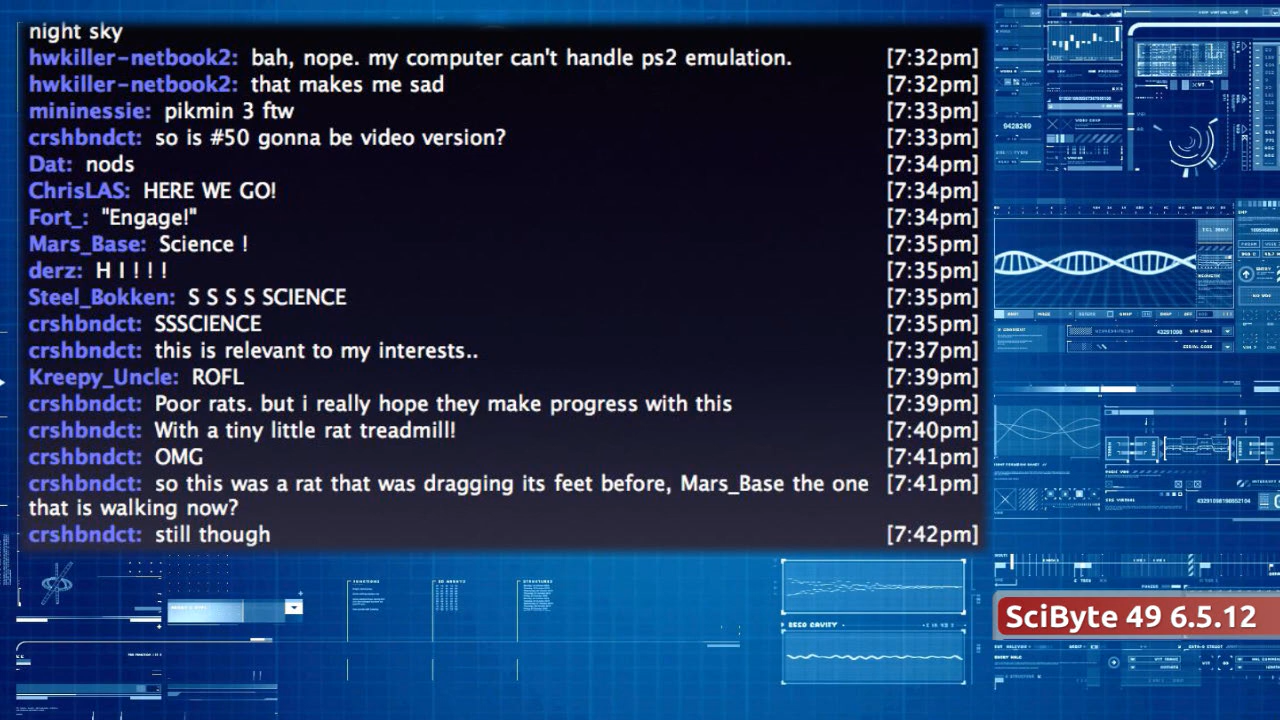 night sky
hwkiller-netbook2: bah, nope. my computer can't handle ps2 emulation. [7:32pm]
hwkiller-netbook2: that makes me sad [7:32pm]
mininessie: pikmin 3 ftw [7:33pm]
crshbndct: so is #50 gonna be video version? [7:33pm]
Dat: nods [7:34pm]
ChrisLAS: HERE WE GO! [7:34pm]
Fort_: "Engage!" [7:34pm]
Mars_Base: Science ! [7:35pm]
derz: H I ! ! ! ! [7:35pm]
Steel_Bokken: S S S S SCIENCE [7:35pm]
crshbndct: SSSCIENCE [7:35pm]
crshbndct: this is relevant to my interests.. [7:37pm]
Kreepy_Uncle: ROFL [7:39pm]
crshbndct: Poor rats. but i really hope they make progress with this [7:39pm]
crshbndct: With a tiny little rat treadmill! [7:40pm]
crshbndct: OMG [7:41pm]
crshbndct: so this was a rat that was dragging its feet before, Mars_Base the one [7:41pm]
that is walking now?
crshbndct: still though [7:42pm]
9428249
SciByte 49 6.5.12